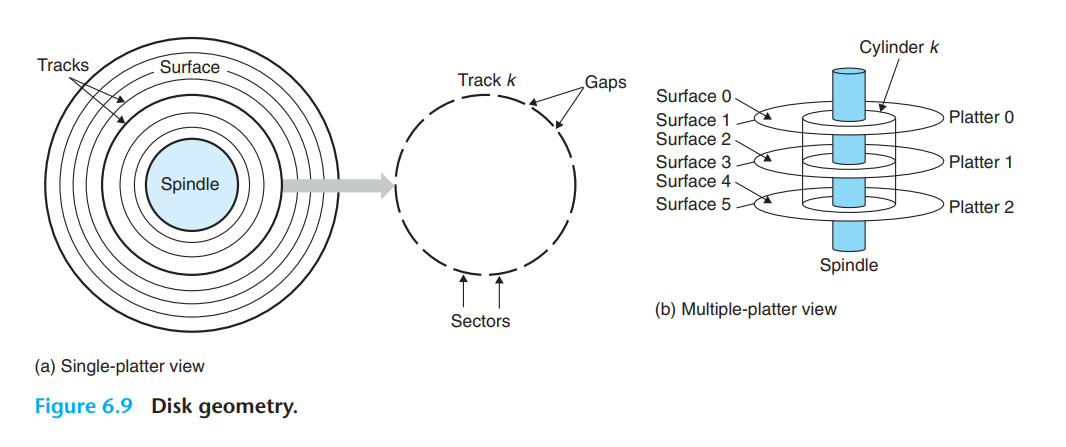 Tracks
Surface
Spindle
Track k
Gaps
Sectors
(a) Single-platter view
Cylinder k
Surface 0
Surface 1
Surface 2
Surface 3
Surface 4
Surface 5
Platter 0
Platter 1
Platter 2
Spindle
(b) Multiple-platter view
Figure 6.9 Disk geometry.